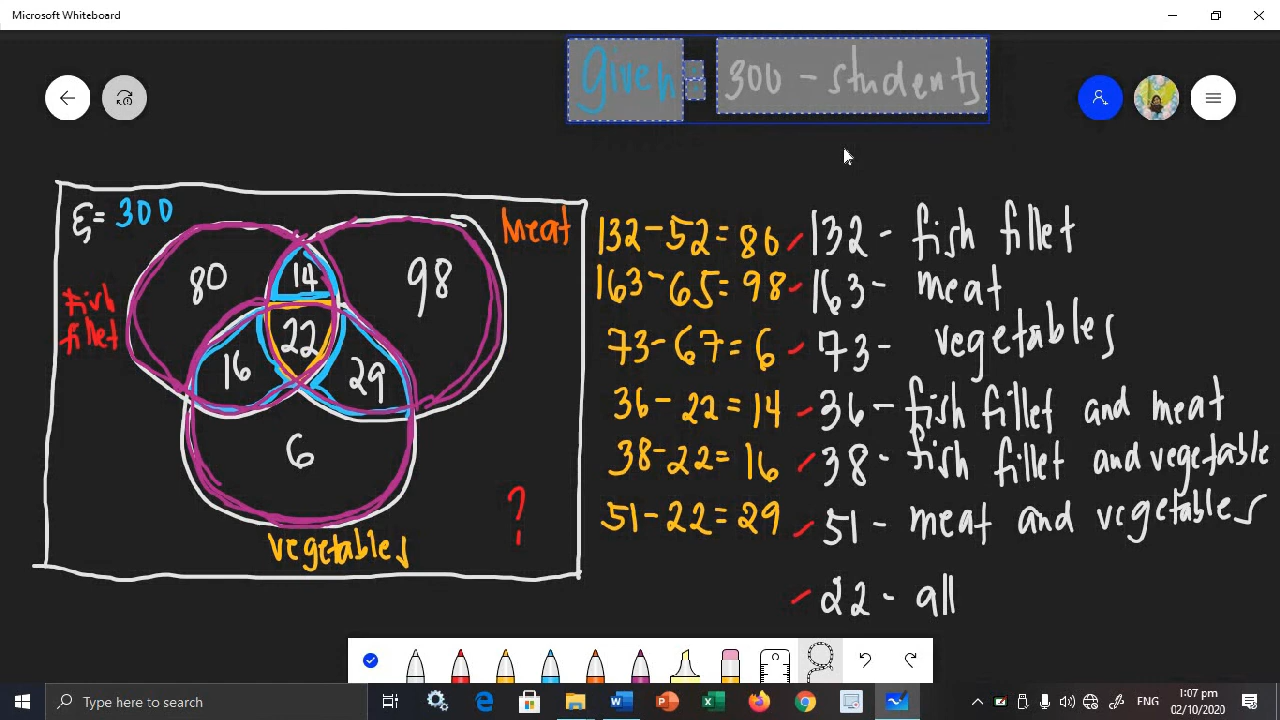 Microsoft Whiteboard
Given: 300 - students
ξ= 300
Meat
fish fillet
80
14
98
22
16
29
6
?
vegetables
132-52=80
163-65=98
73-67=6
36-22=14
38-22=16
51-22=29
132 - fish fillet
163- meat
73- vegetables
36- fish fillet and meat
38- fish fillet and vegetable
51- meat and vegetables
22- all
Type here to search
ENG
1:07 pm
02/10/2020